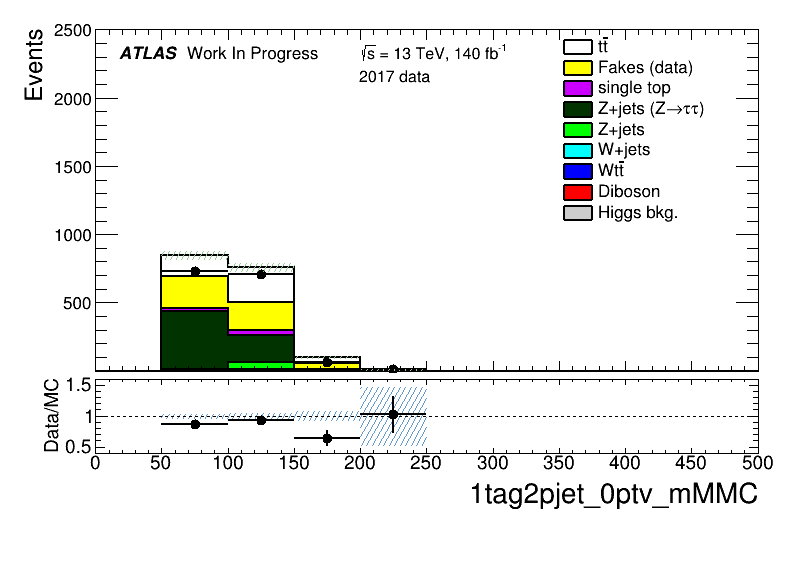 Events
2500
2000
1500
1000
500
ATLAS Work In Progress
√s = 13 TeV, 140 fb⁻¹
2017 data
tt̄
Fakes (data)
single top
Z+jets (Z→ττ)
Z+jets
W+jets
Wtt̄
Diboson
Higgs bkg.
Data/MC
1.5
1
0.5
0 50 100 150 200 250 300 350 400 450 500
1tag2pjet_0ptv_mMMC